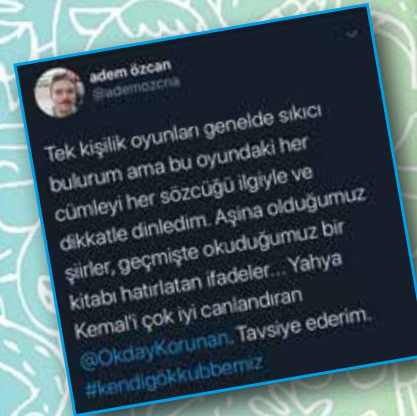 adem özcan
@ademozcna
Tek kişilik oyunları genelde sıkıcı
bulurum ama bu oyundaki her
cümleyi her sözcüğü ilgiyle ve
dikkatle dinledim. Aşina olduğumuz
şiirler, geçmişte okuduğumuz bir
kitabı hatırlatan ifadeler... Yahya
Kemal'i çok iyi canlandıran
@OkdayKorunan. Tavsiye ederim.
#kendigökkubbemiz